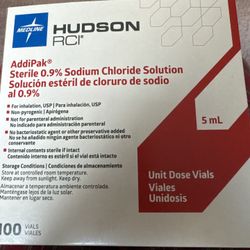 MEDLINE
HUDSON
RCI®
AddiPak®
Sterile 0.9% Sodium Chloride Solution
Solución estéril de cloruro de sodio
al 0.9%
• For inhalation, USP | Para inhalación, USP
• Non-pyrogenic | Apirógena
• Not for parenteral administration
No indicado para administración parenteral
• No bacteriostatic agent or other preservative added
No se ha añadido ningún agente bacteriostático ni otro
conservante
• Internal contents sterile if intact
Contenido interno estéril si el vial está intacto
5 mL
Storage Conditions | Condiciones de almacenamiento
Store at controlled room temperature.
Keep away from sunlight. Keep dry.
Almacenar a temperatura ambiente controlada.
Manténgase lejos de la luz solar.
Mantener en lugar seco.
Unit Dose Vials
Viales
Unidosis
100 VIALS
VIALES